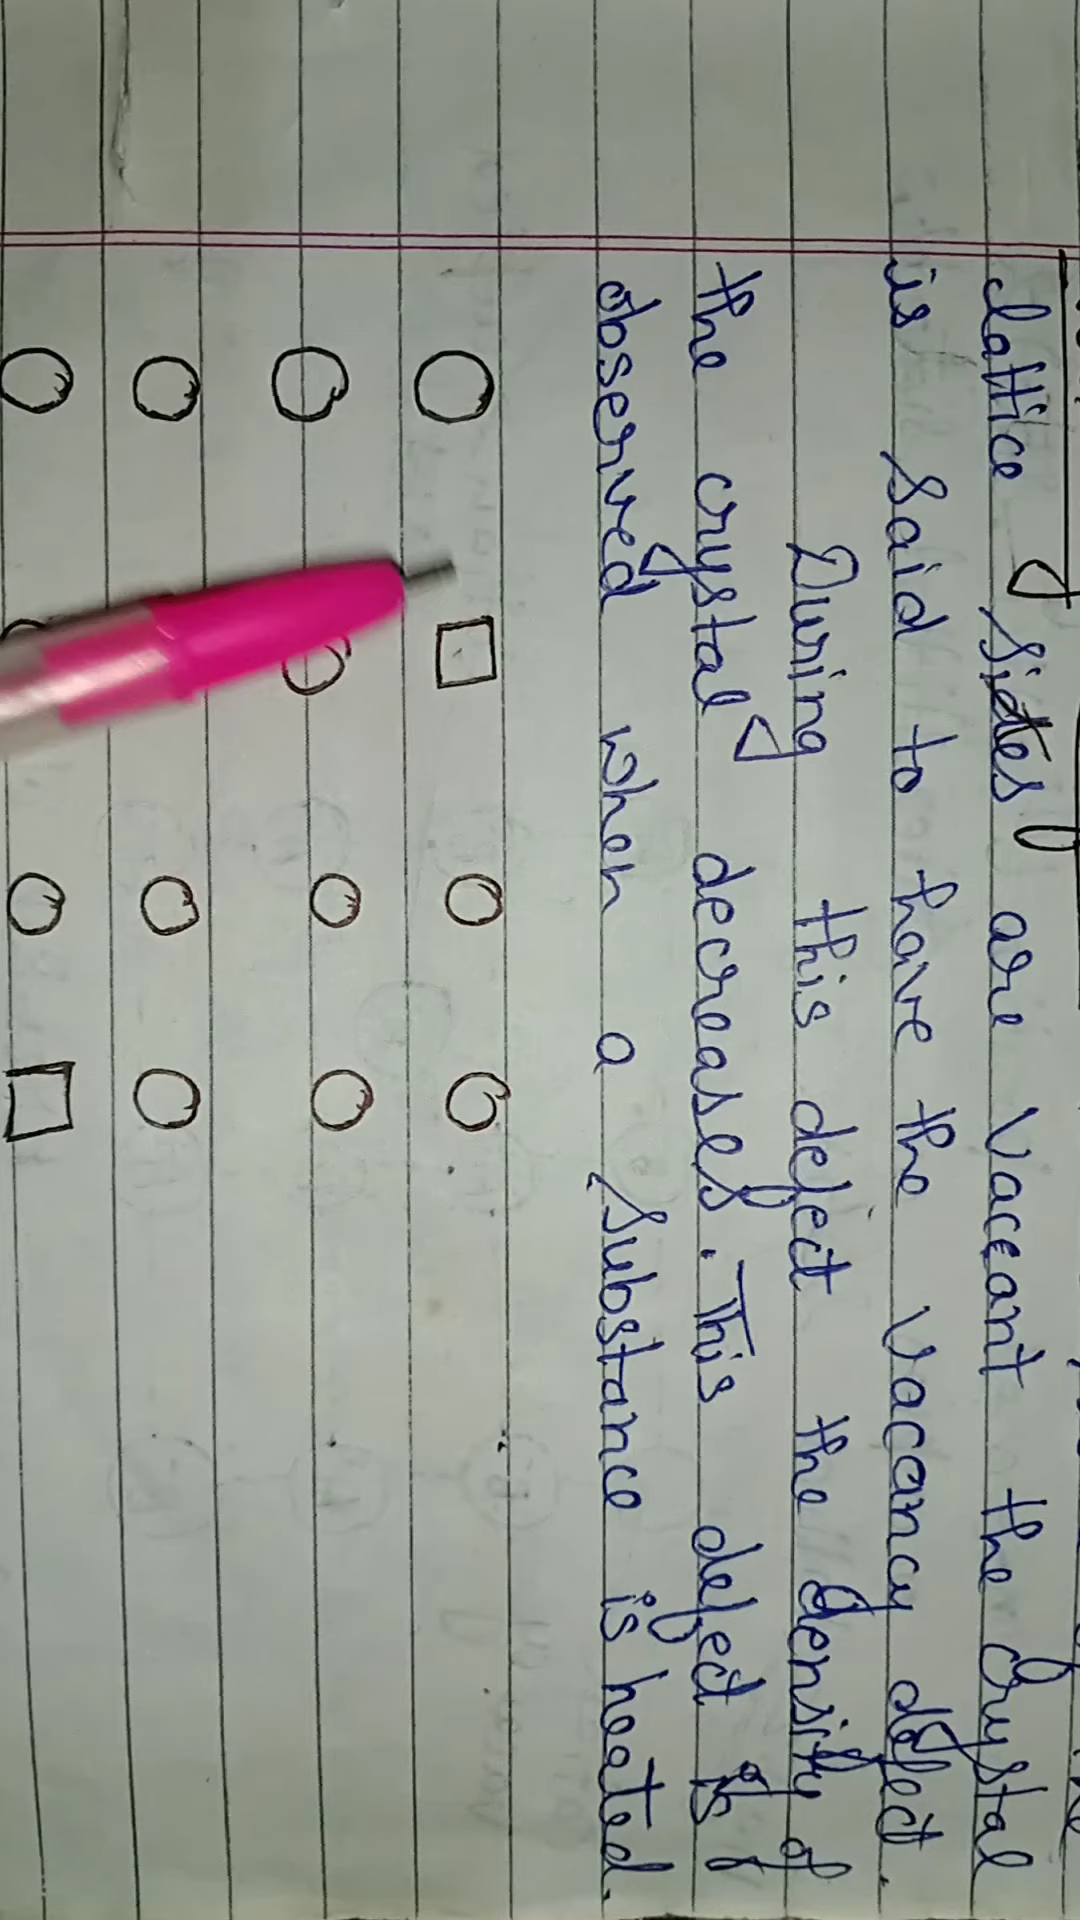 lattice sites are vaccant the crystal
is said to have the vacancy defect.
During this defect the density of
the crystal decreases. This defect is
observed when a substance is heated.